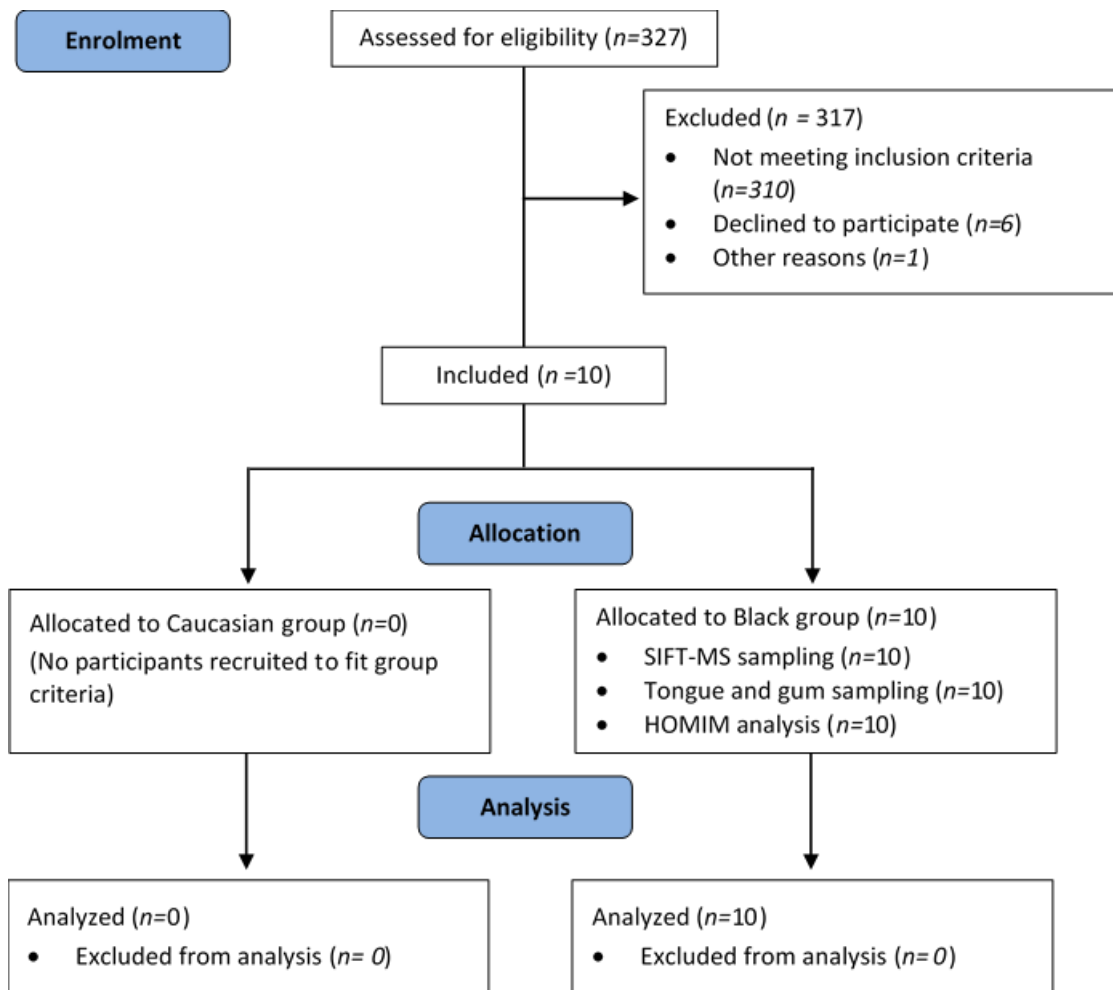 Enrolment
Assessed for eligibility (n=327)
Excluded (n = 317)
• Not meeting inclusion criteria
(n=310)
• Declined to participate (n=6)
• Other reasons (n=1)
Included (n =10)
Allocation
Allocated to Caucasian group (n=0)
(No participants recruited to fit group
criteria)
Allocated to Black group (n=10)
• SIFT-MS sampling (n=10)
• Tongue and gum sampling (n=10)
• HOMIM analysis (n=10)
Analysis
Analyzed (n=0)
• Excluded from analysis (n= 0)
Analyzed (n=10)
• Excluded from analysis (n=0)